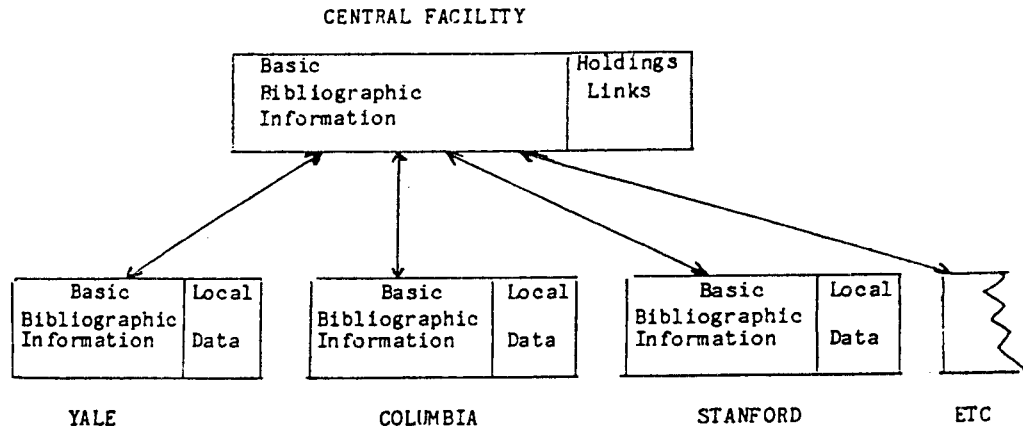 CENTRAL FACILITY
Basic
Bibliographic
Information
Holdings
Links
Basic
Bibliographic
Information
Local
Data
Basic
Bibliographic
Information
Local
Data
Basic
Bibliographic
Information
Local
Data
YALE
COLUMBIA
STANFORD
ETC